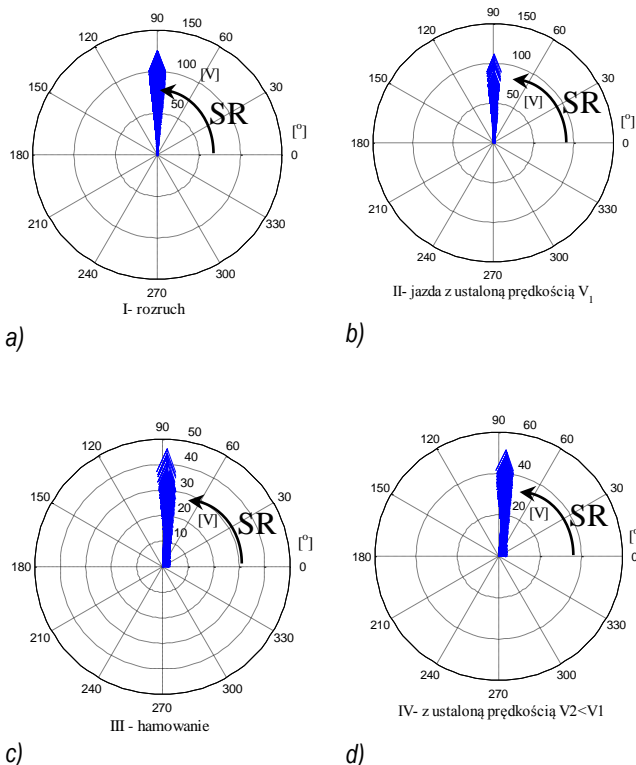 90
120 150 60
100
[V]
150 30
50
SR
[°]
180 0
210 330
240 300
270
I- rozruch
a)
90
120 150 60
100
150 30
50
[V]
SR
[°]
180 0
210 330
240 300
270
II- jazda z ustaloną prędkością V1
b)
90
120 50 60
40
150 30
30
20
[V]
SR
10
[°]
180 0
210 330
240 300
270
III - hamowanie
c)
90
120 60 60
40
150 30
20
[V]
SR
[°]
180 0
210 330
240 300
270
IV- z ustaloną prędkością V2<V1
d)